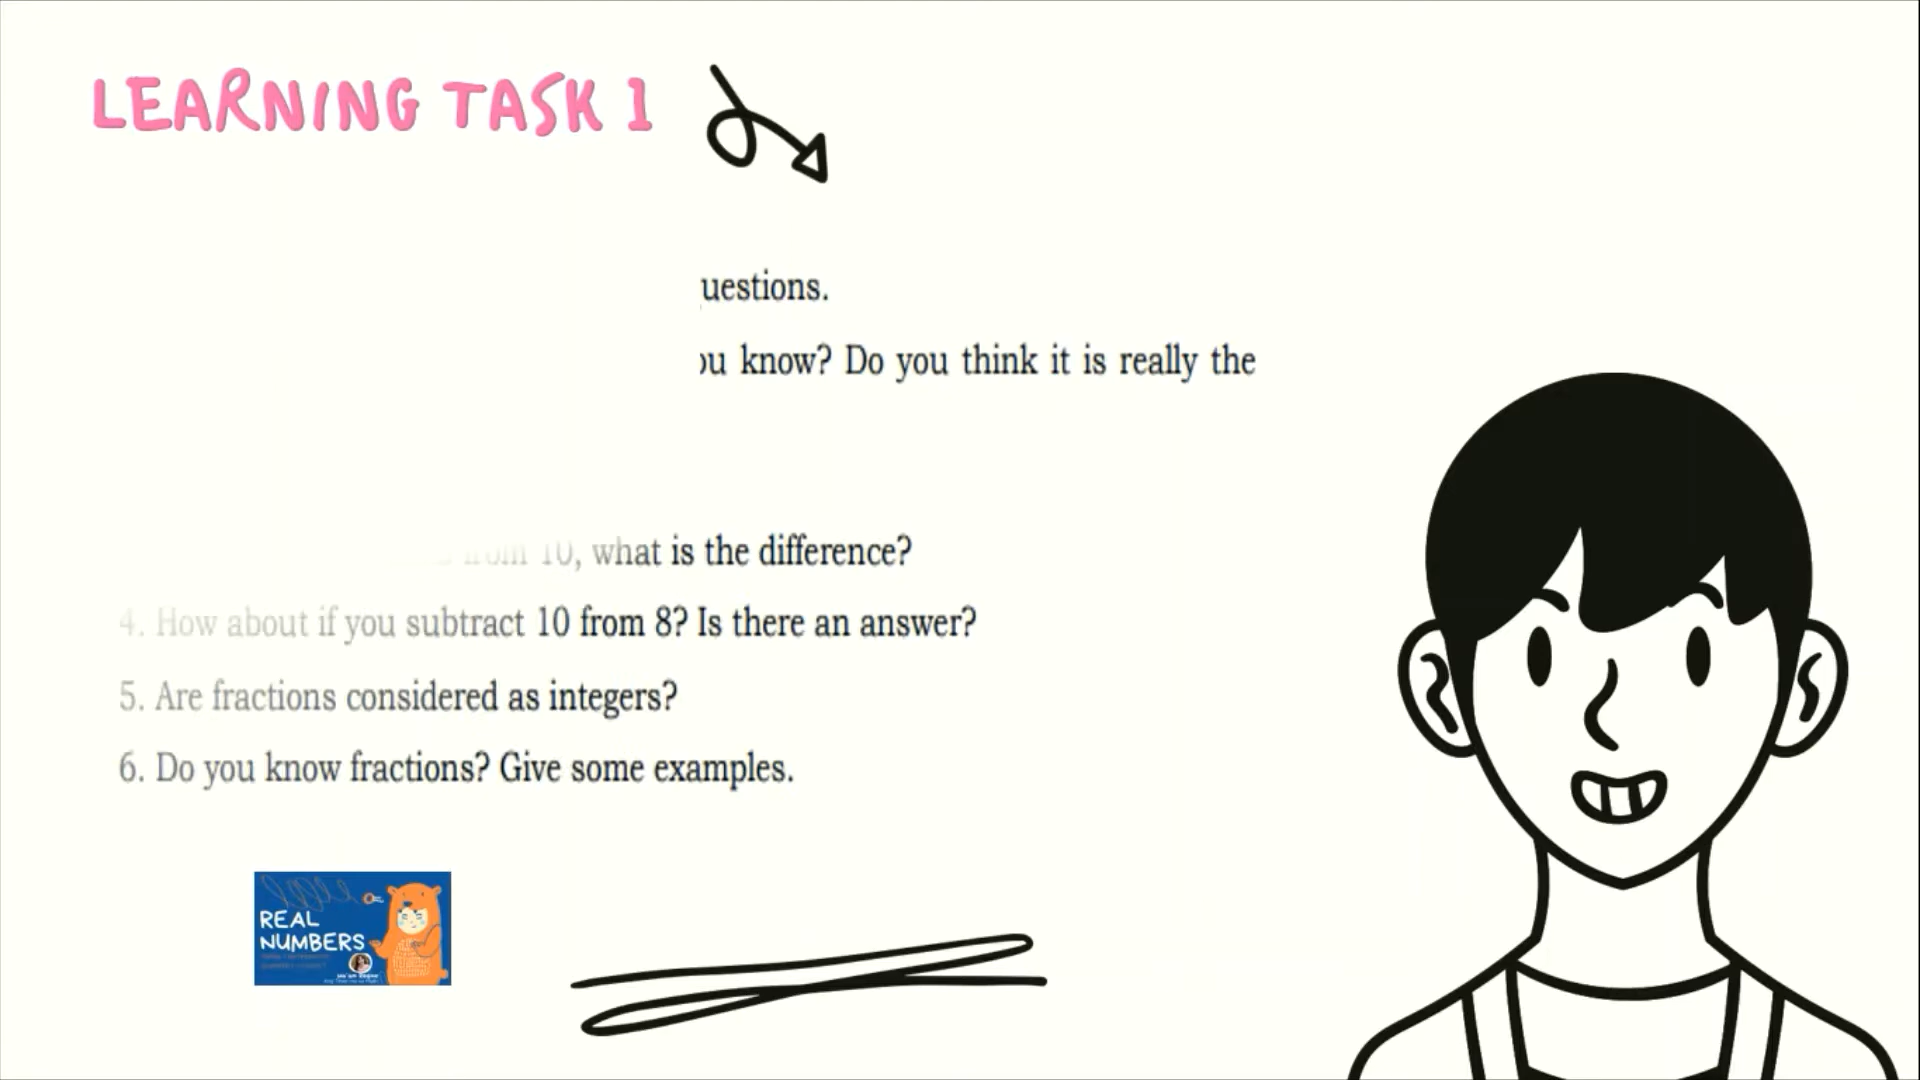 LEARNING TASK 1
uestions.
ou know? Do you think it is really the
from 10, what is the difference?
4. How about if you subtract 10 from 8? Is there an answer?
5. Are fractions considered as integers?
6. Do you know fractions? Give some examples.
REAL
NUMBERS